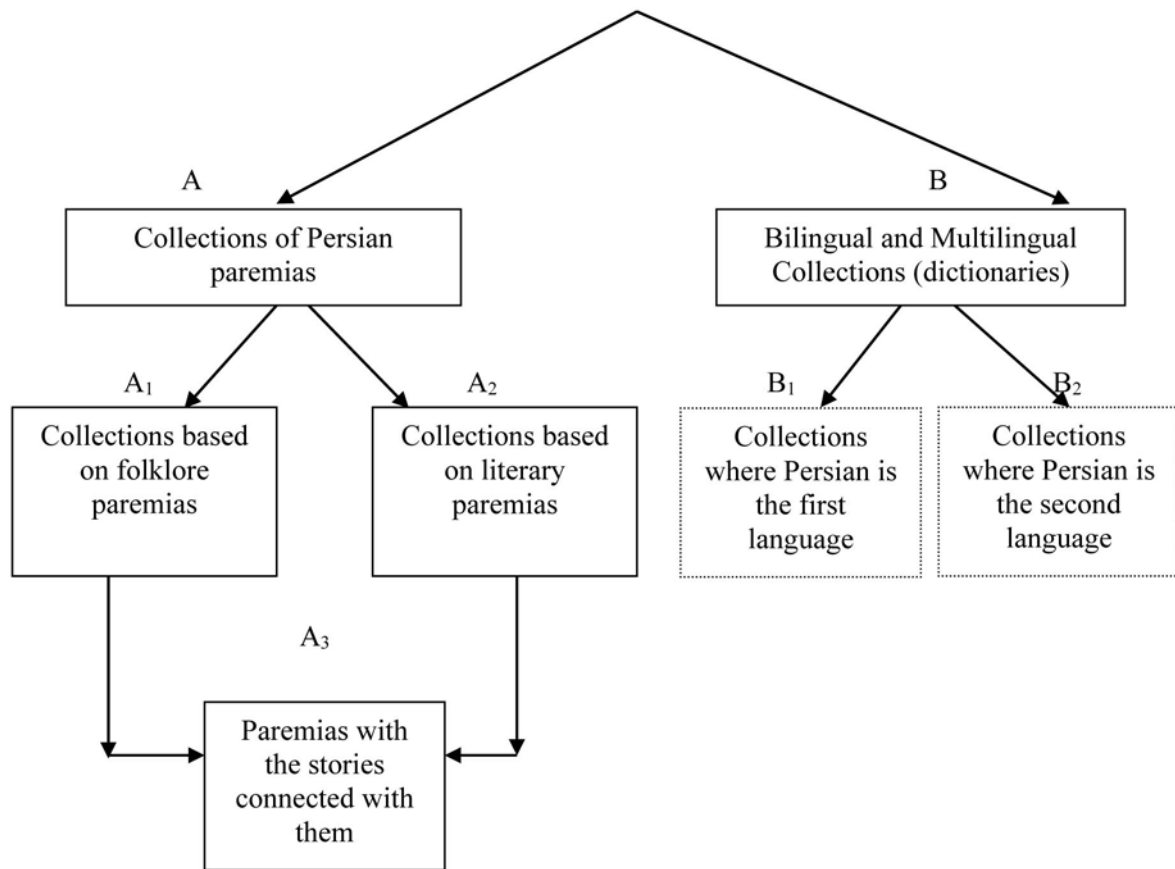 A
B
Collections of Persian
paremias
Bilingual and Multilingual
Collections (dictionaries)
A₁
A₂
B₁
B₂
Collections based
on folklore
paremias
Collections based
on literary
paremias
Collections
where Persian is
the first
language
Collections
where Persian is
the second
language
A₃
Paremias with
the stories
connected with
them